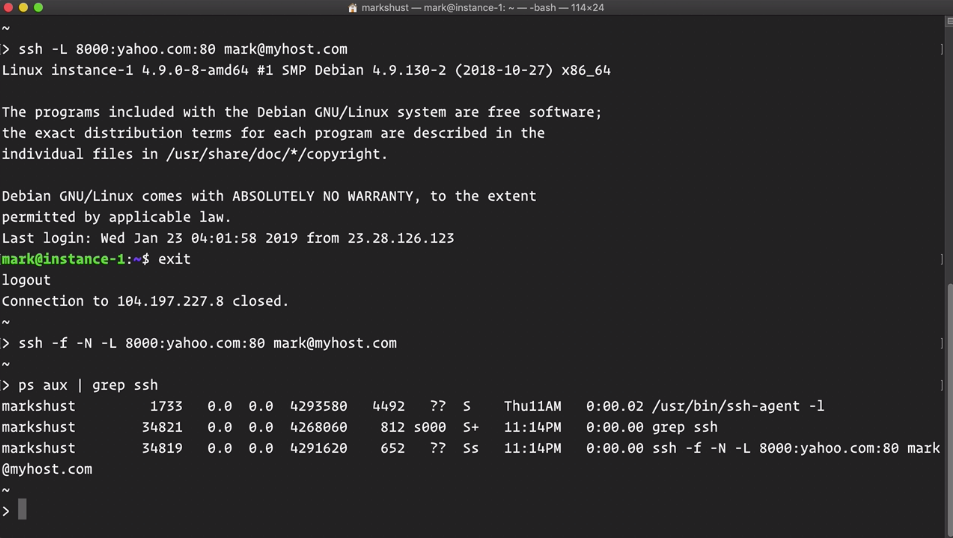 markshust — mark@instance-1: ~ — -bash — 114×24
~
> ssh -L 8000:yahoo.com:80 mark@myhost.com
Linux instance-1 4.9.0-8-amd64 #1 SMP Debian 4.9.130-2 (2018-10-27) x86_64
The programs included with the Debian GNU/Linux system are free software;
the exact distribution terms for each program are described in the
individual files in /usr/share/doc/*/copyright.
Debian GNU/Linux comes with ABSOLUTELY NO WARRANTY, to the extent
permitted by applicable law.
Last login: Wed Jan 23 04:01:58 2019 from 23.28.126.123
mark@instance-1:~$ exit
logout
Connection to 104.197.227.8 closed.
~
> ssh -f -N -L 8000:yahoo.com:80 mark@myhost.com
~
> ps aux | grep ssh
markshust 1733 0.0 0.0 4293580 4492 ?? S Thu11AM 0:00.02 /usr/bin/ssh-agent -l
markshust 34821 0.0 0.0 4268060 812 s000 S+ 11:14PM 0:00.00 grep ssh
markshust 34819 0.0 0.0 4291620 652 ?? Ss 11:14PM 0:00.00 ssh -f -N -L 8000:yahoo.com:80 mark
@myhost.com
~
>